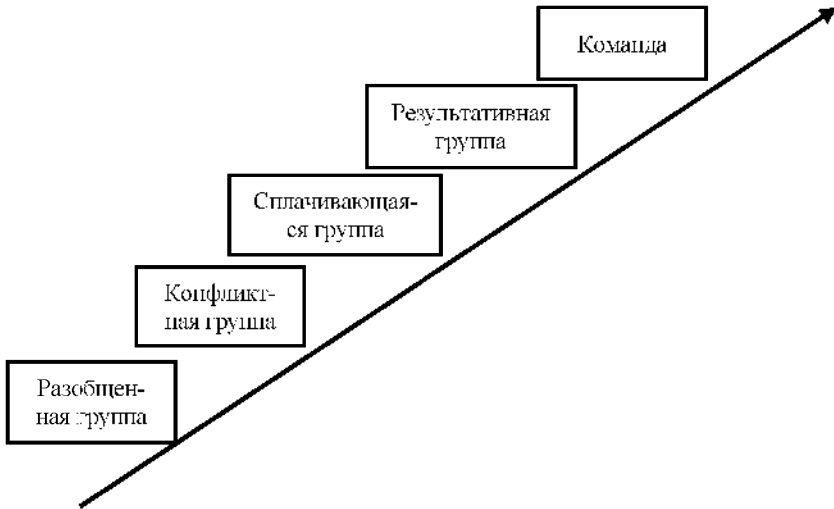 Команда
Результативная
группа
Сплачивающая-
ся группа
Конфликт-
ная группа
Разобщен-
ная группа